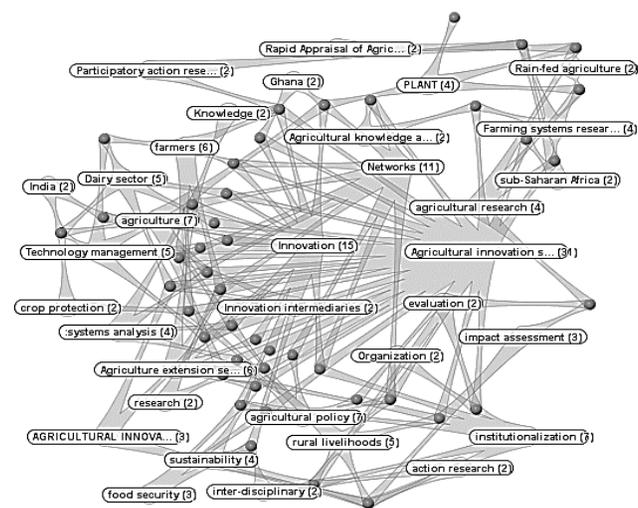 Rapid Appraisal of Agric... (2)
Participatory action rese... (2)
Rain-fed agriculture (2)
Ghana (2)
PLANT (4)
Knowledge (2)
Agricultural knowledge a... (2)
Farming systems resear... (4)
farmers (6)
Networks (11)
India (2)
Dairy sector (5)
sub-Saharan Africa (2)
agricultural research (4)
agriculture (7)
Innovation (15)
Technology management (5)
Agricultural innovation s...
crop protection (2)
Innovation intermediaries (2)
evaluation (2)
:systems analysis (4)
impact assessment (3)
Organization (2)
Agriculture extension se... (6)
research (2)
agricultural policy (7)
AGRICULTURAL INNOVA... (3)
rural livelihoods (5)
institutionalization (7)
sustainability (4)
action research (2)
food security (3)
inter-disciplinary (2)